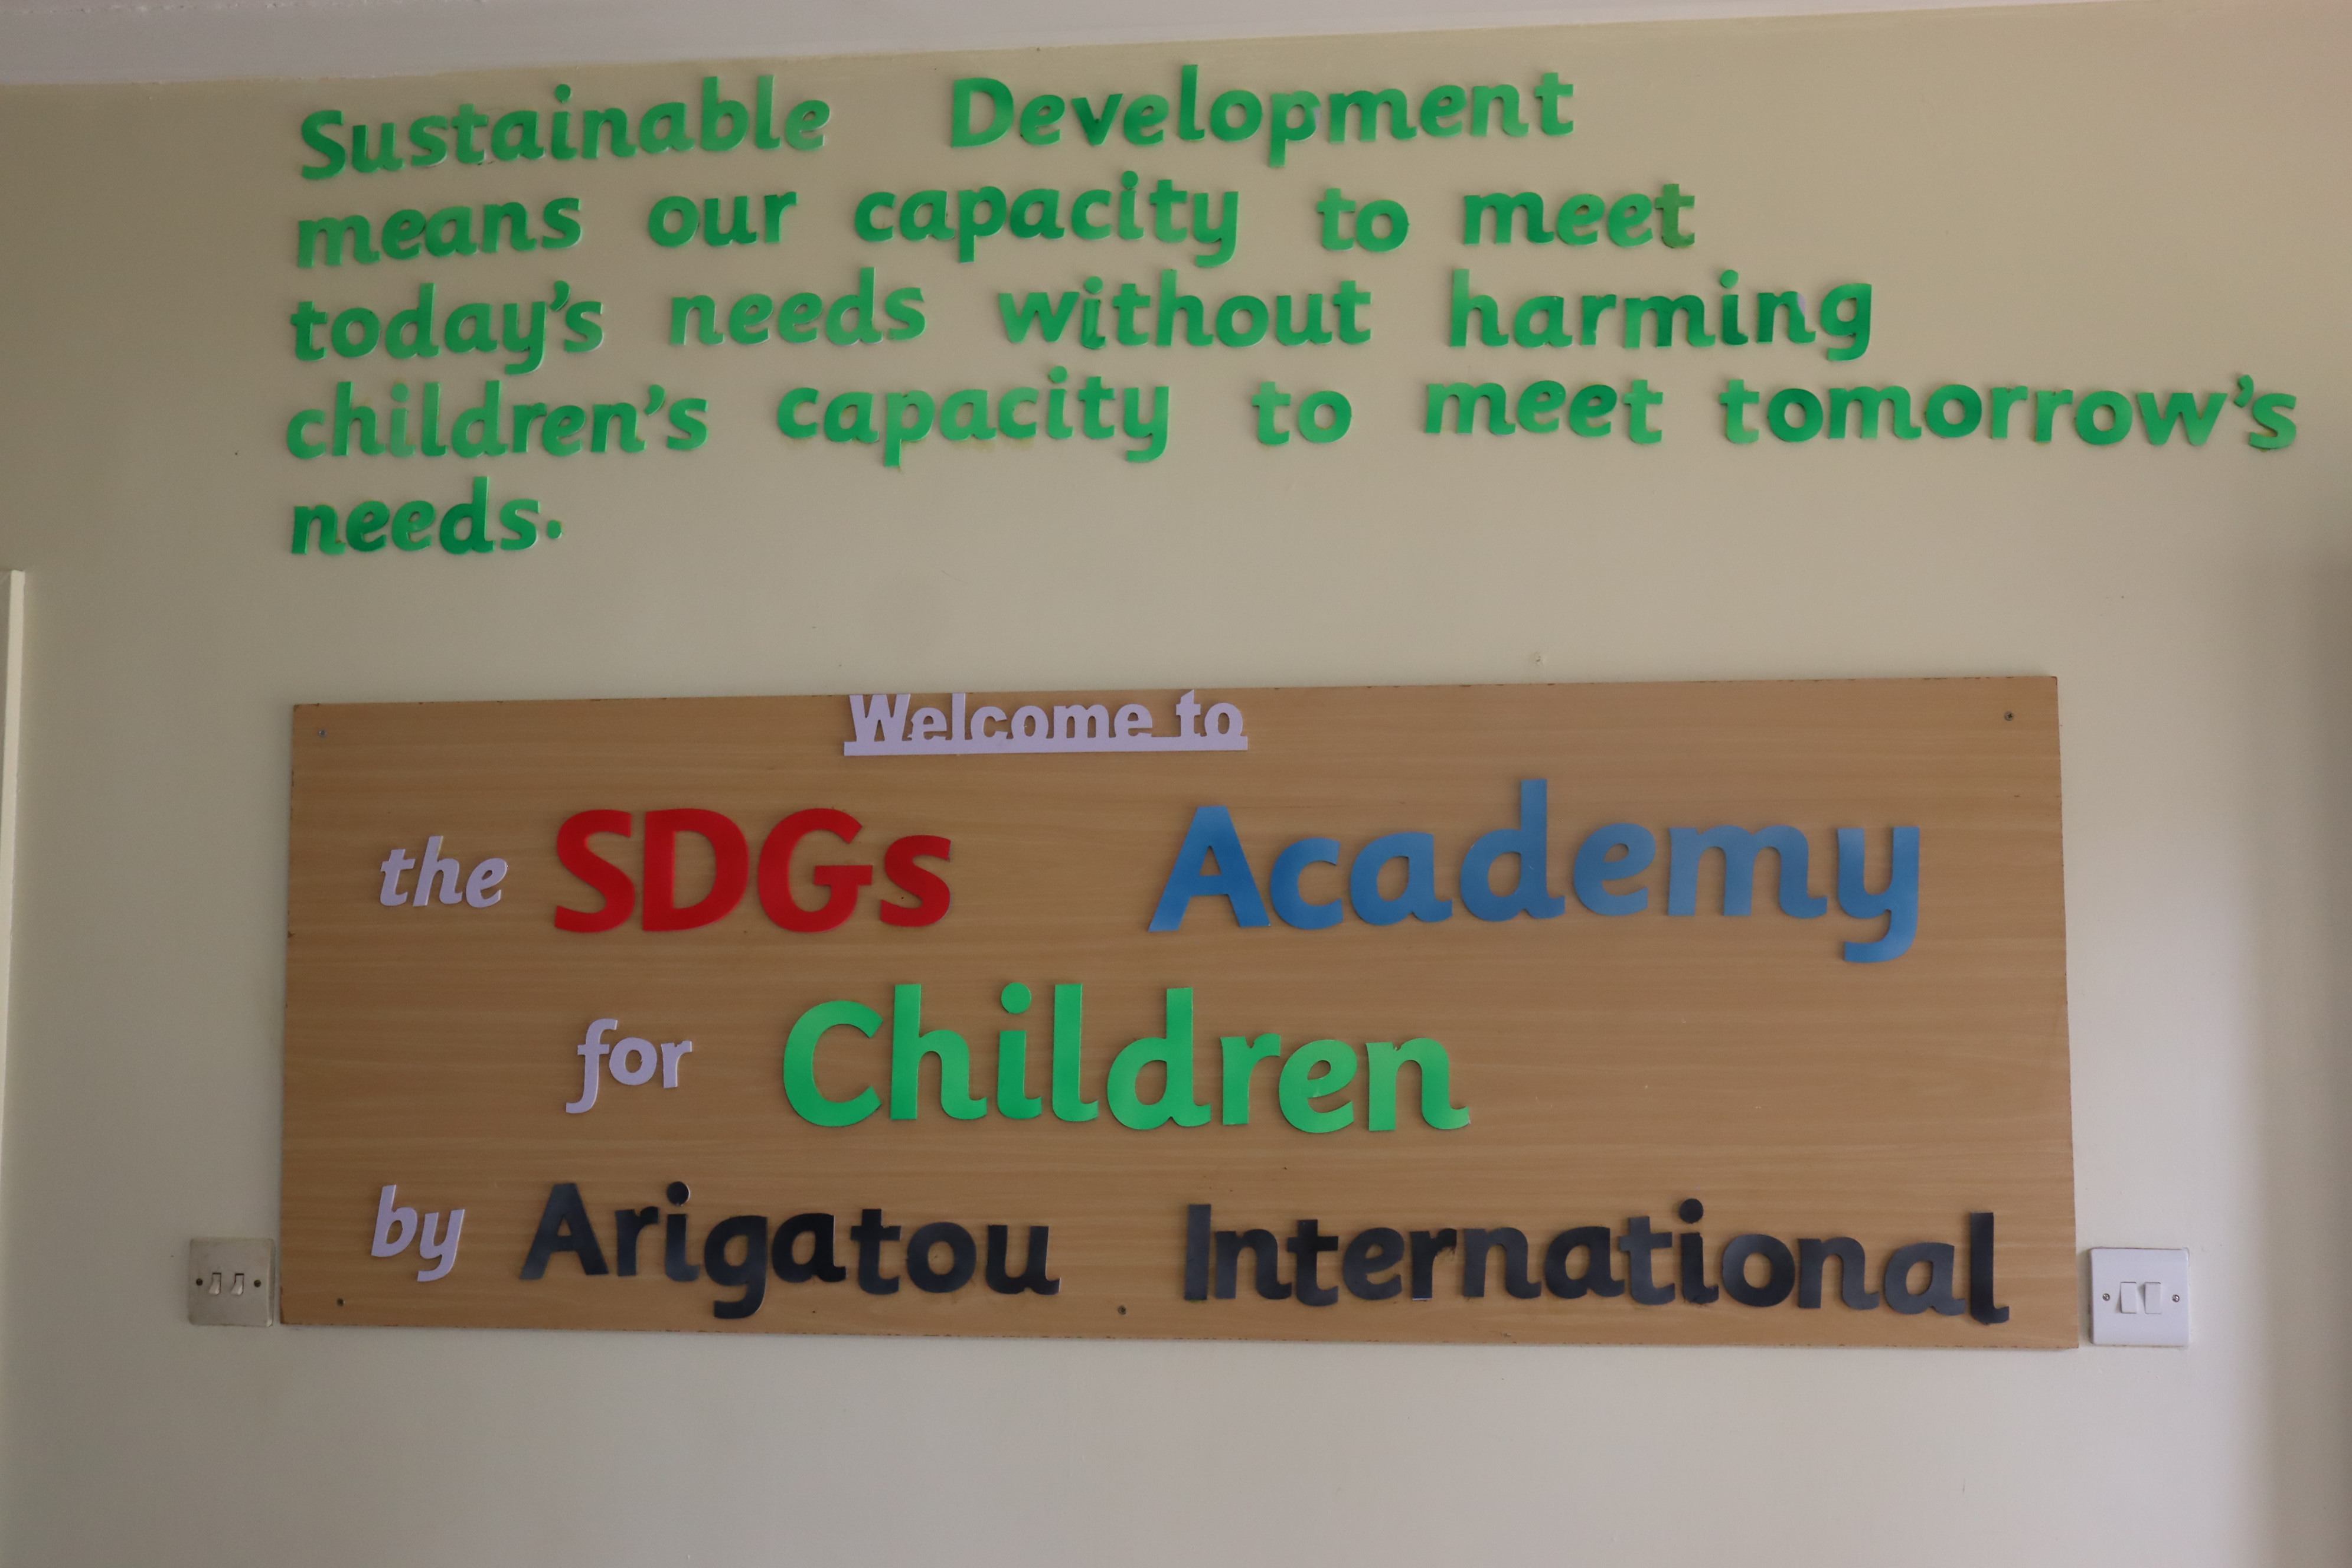 Sustainable Development
means our capacity to meet
today's needs without harming
children's capacity to meet tomorrow's
needs.
Welcome to
the SDGs Academy
for Children
by Arigatou International